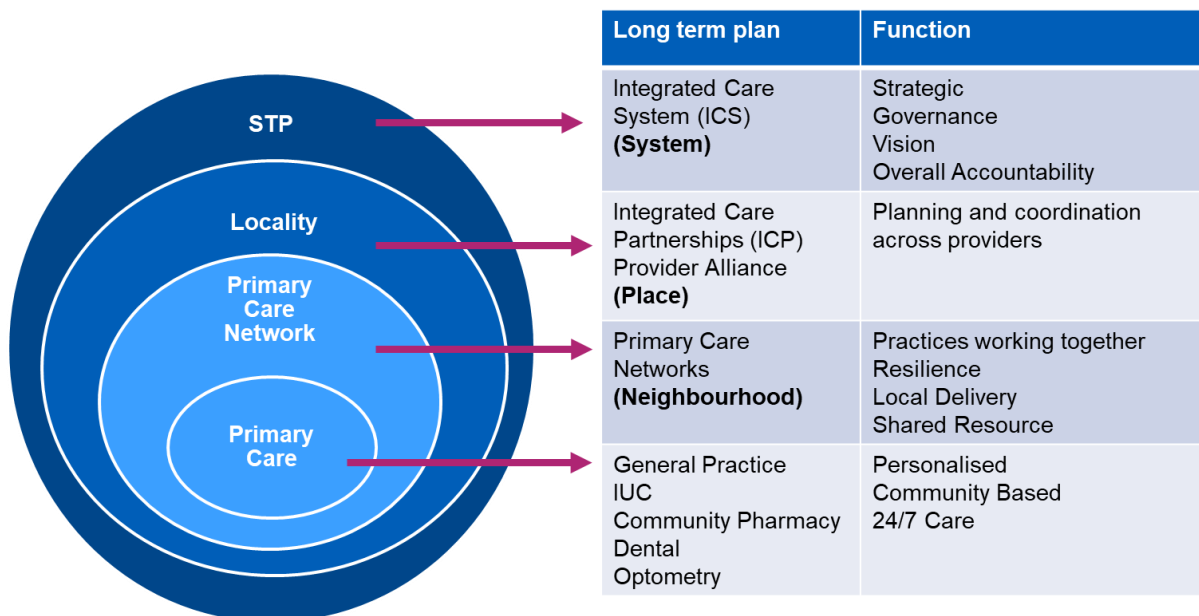 STP
Locality
Primary
Care
Network
Primary
Care
Long term plan
Function
Integrated Care
System (ICS)
(System)
Strategic
Governance
Vision
Overall Accountability
Integrated Care
Partnerships (ICP)
Provider Alliance
(Place)
Planning and coordination
across providers
Primary Care
Networks
(Neighbourhood)
Practices working together
Resilience
Local Delivery
Shared Resource
General Practice
IUC
Community Pharmacy
Dental
Optometry
Personalised
Community Based
24/7 Care